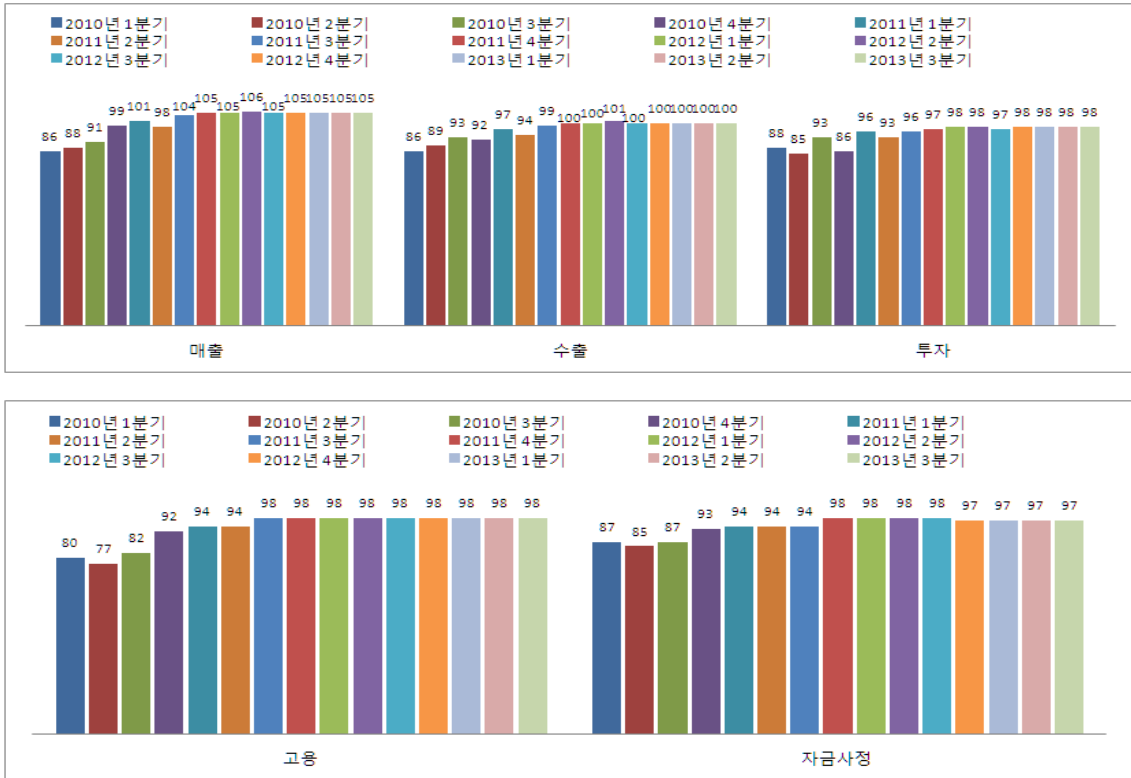 2010년 1분기 2010년 2분기 2010년 3분기 2010년 4분기 2011년 1분기
2011년 2분기 2011년 3분기 2011년 4분기 2012년 1분기 2012년 2분기
2012년 3분기 2012년 4분기 2013년 1분기 2013년 2분기 2013년 3분기
86 88 91 99 101 98 104 105 105 106 105 105 105 105 105
86 89 93 92 97 94 99 100 100 101 100 100 100 100 100
88 85 93 86 96 93 96 97 98 98 97 98 98 98 98
매출 수출 투자
2010년 1분기 2010년 2분기 2010년 3분기 2010년 4분기 2011년 1분기
2011년 2분기 2011년 3분기 2011년 4분기 2012년 1분기 2012년 2분기
2012년 3분기 2012년 4분기 2013년 1분기 2013년 2분기 2013년 3분기
80 77 82 92 94 94 98 98 98 98 98 98 98 98 98
87 85 87 93 94 94 94 98 98 98 98 97 97 97 97
고용 자금사정